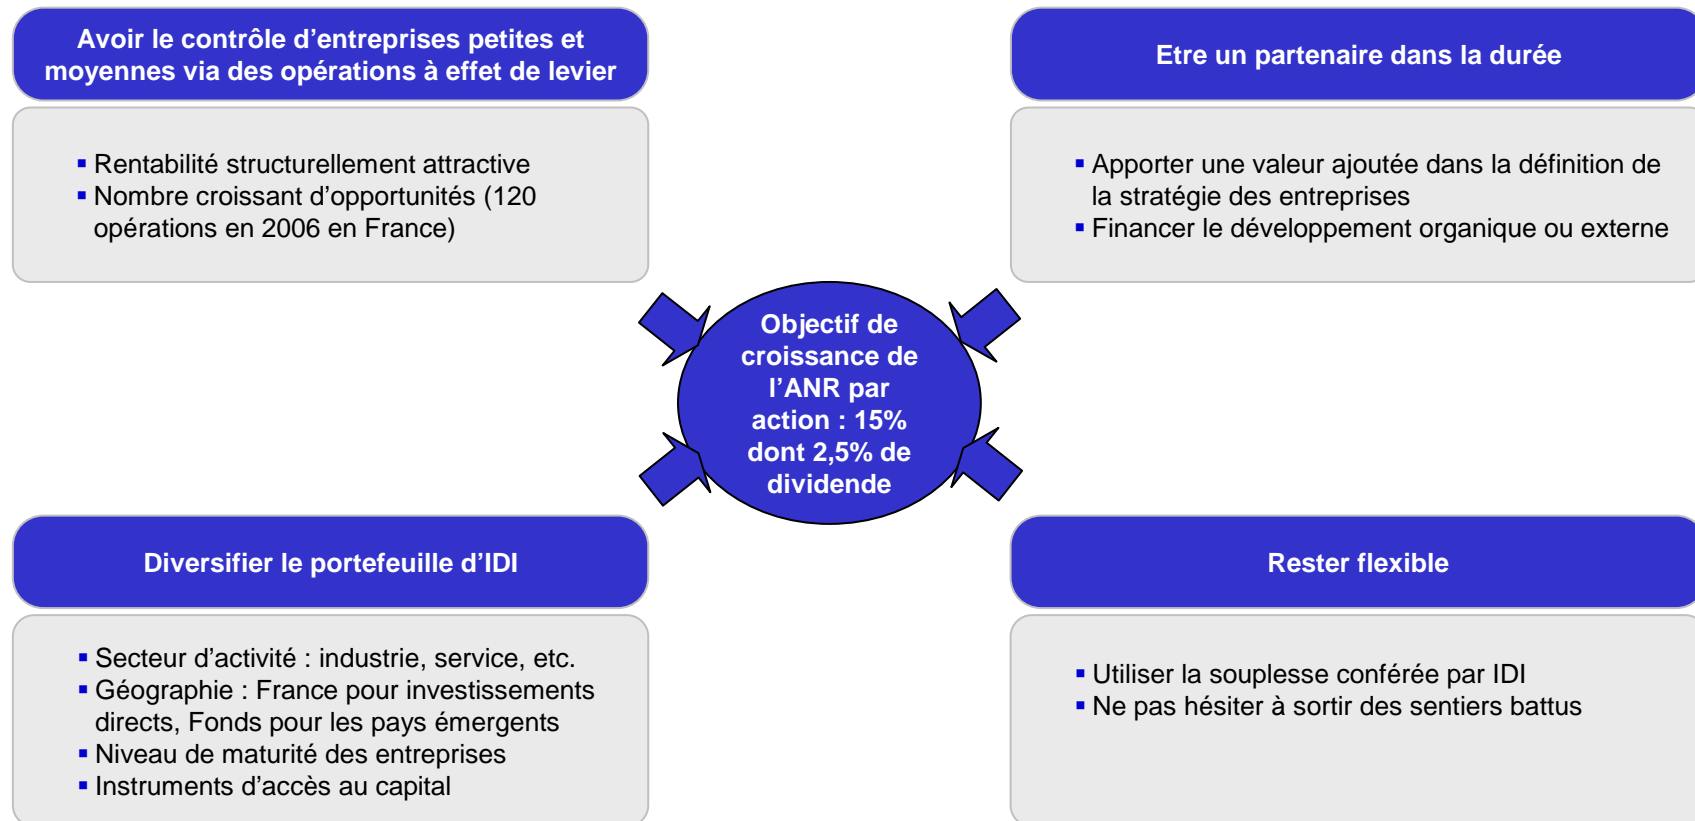 Avoir le contrôle d’entreprises petites et
moyennes via des opérations à effet de levier
▪ Rentabilité structurellement attractive
▪ Nombre croissant d’opportunités (120
opérations en 2006 en France)
Etre un partenaire dans la durée
▪ Apporter une valeur ajoutée dans la définition de
la stratégie des entreprises
▪ Financer le développement organique ou externe
Objectif de
croissance de
l’ANR par
action : 15%
dont 2,5% de
dividende
Diversifier le portefeuille d’IDI
▪ Secteur d’activité : industrie, service, etc.
▪ Géographie : France pour investissements
directs, Fonds pour les pays émergents
▪ Niveau de maturité des entreprises
▪ Instruments d’accès au capital
Rester flexible
▪ Utiliser la souplesse conférée par IDI
▪ Ne pas hésiter à sortir des sentiers battus